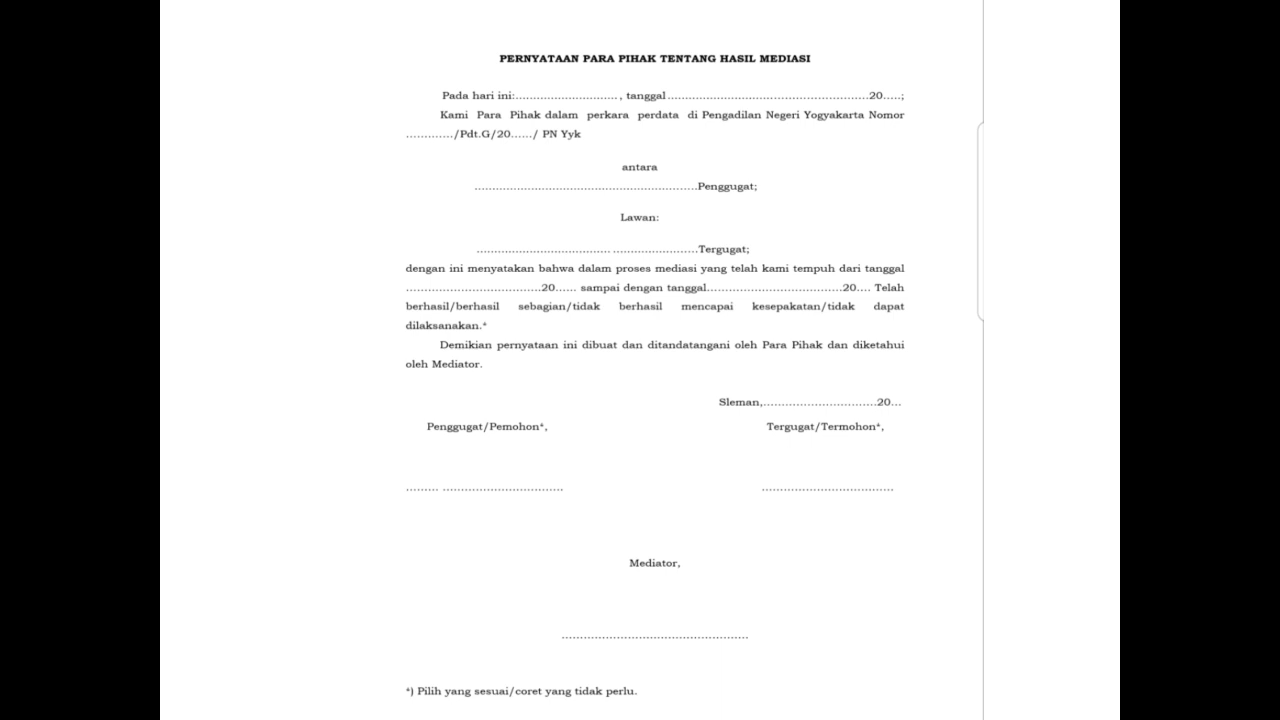 PERNYATAAN PARA PIHAK TENTANG HASIL MEDIASI
Pada hari ini:............................ , tanggal.......................................................20.....;
Kami Para Pihak dalam perkara perdata di Pengadilan Negeri Yogyakarta Nomor
............./Pdt.G/20....../ PN Yyk
antara
.............................................................Penggugat;
Lawan:
.................................... ........................Tergugat;
dengan ini menyatakan bahwa dalam proses mediasi yang telah kami tempuh dari tanggal
.....................................20...... sampai dengan tanggal.....................................20.... Telah
berhasil/berhasil sebagian/tidak berhasil mencapai kesepakatan/tidak dapat
dilaksanakan.*
Demikian pernyataan ini dibuat dan ditandatangani oleh Para Pihak dan diketahui
oleh Mediator.
Sleman,...............................20...
Penggugat/Pemohon*, Tergugat/Termohon*,
......... ................................. ....................................
Mediator,
...................................................
*) Pilih yang sesuai/coret yang tidak perlu.